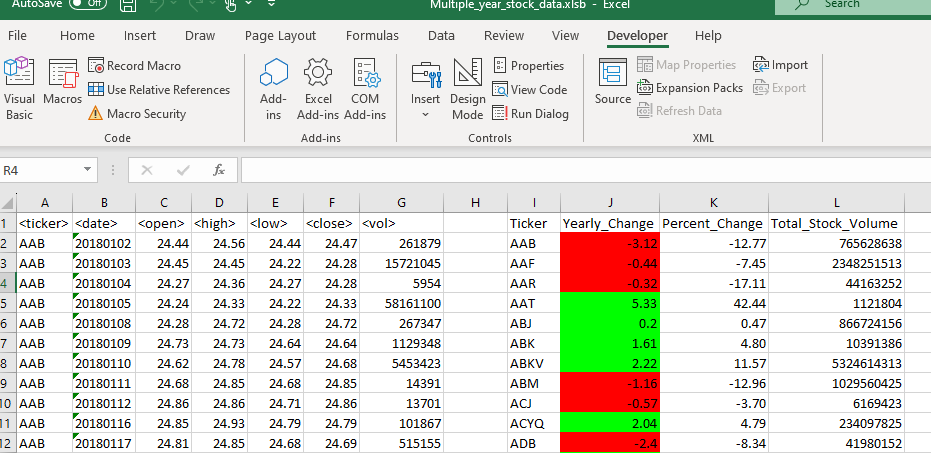 AutoSave Off Multiple_year_stock_data.xlsb - Excel Search
File Home Insert Draw Page Layout Formulas Data Review View Developer Help
Visual Basic
Macros
Record Macro
Use Relative References
Macro Security
Code
Add-ins
Excel Add-ins
COM Add-ins
Add-ins
Insert
Design Mode
Properties
View Code
Run Dialog
Controls
Source
Map Properties
Expansion Packs
Refresh Data
Import
Export
XML
R4 fx
A B C D E F G H I J K L
1 <ticker> <date> <open> <high> <low> <close> <vol> Ticker Yearly_Change Percent_Change Total_Stock_Volume
2 AAB 20180102 24.44 24.56 24.44 24.47 261879 AAB -3.12 -12.77 765628638
3 AAB 20180103 24.45 24.45 24.22 24.28 15721045 AAF -0.44 -7.45 2348251513
4 AAB 20180104 24.27 24.36 24.27 24.28 5954 AAR -0.32 -17.11 44163252
5 AAB 20180105 24.24 24.33 24.22 24.33 58161100 AAT 5.33 42.44 1121804
6 AAB 20180108 24.28 24.72 24.28 24.72 267347 ABJ 0.2 0.47 866724156
7 AAB 20180109 24.73 24.73 24.64 24.64 1129348 ABK 1.61 4.80 10391386
8 AAB 20180110 24.62 24.78 24.57 24.68 5453423 ABKV 2.22 11.57 5324614313
9 AAB 20180111 24.68 24.85 24.68 24.85 14391 ABM -1.16 -12.96 1029560425
10 AAB 20180112 24.86 24.86 24.71 24.86 13701 ACJ -0.57 -3.70 6169423
11 AAB 20180116 24.85 24.93 24.79 24.79 101867 ACYQ 2.04 4.79 234097825
12 AAB 20180117 24.81 24.85 24.68 24.69 515155 ADB -2.4 -8.34 41980152